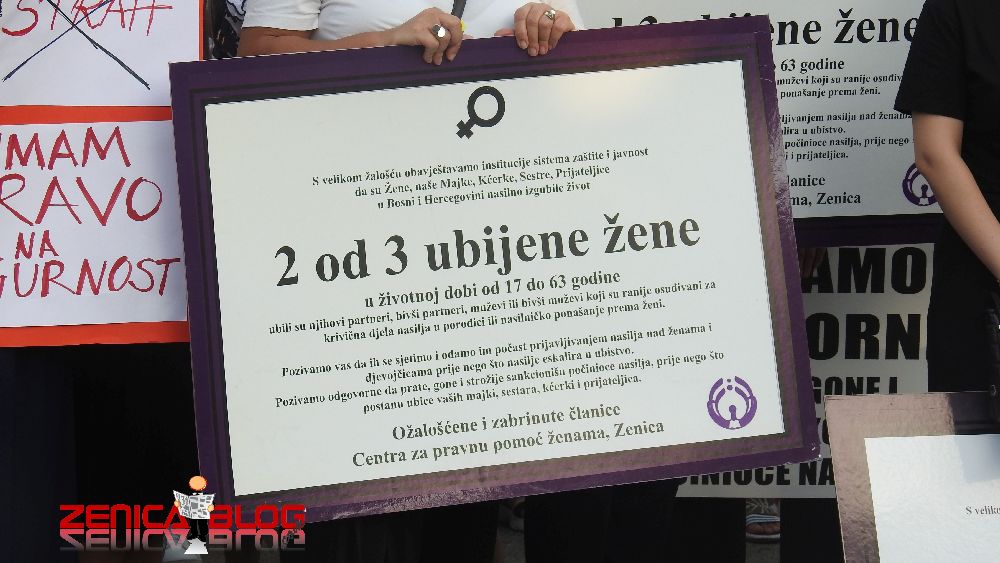 STRAH
IMAM
PRAVO
NA
SIGURNOST
S velikom žalošću obavještavamo institucije sistema zaštite i javnost
da su Žene, naše Majke, Kćerke, Sestre, Prijateljice
u Bosni i Hercegovini nasilno izgubile život
2 od 3 ubijene žene
u životnoj dobi od 17 do 63 godine
ubili su njihovi partneri, bivši partneri, muževi ili bivši muževi koji su ranije osuđivani za
krivična djela nasilja u porodici ili nasilničko ponašanje prema ženi.
Pozivamo vas da ih se sjetimo i odamo im počast prijavljivanjem nasilja nad ženama i
djevojčicama prije nego što nasilje eskalira u ubistvo.
Pozivamo odgovorne da prate, gone i strožije sankcionišu počinioce nasilja, prije nego što
postanu ubice vaših majki, sestara, kćerki i prijateljica.
Ožalošćene i zabrinute članice
Centra za pravnu pomoć ženama, Zenica
ne žene
63 godine
muževi koji su ranije
ponašanje prema ženi.
nasilja nad ženama
u ubistvo.
počinioce nasilja, prije nego
i prijateljica.
članice
Zenica
AMO
ORN
GONE I
NA
S
ZENICA BLOG